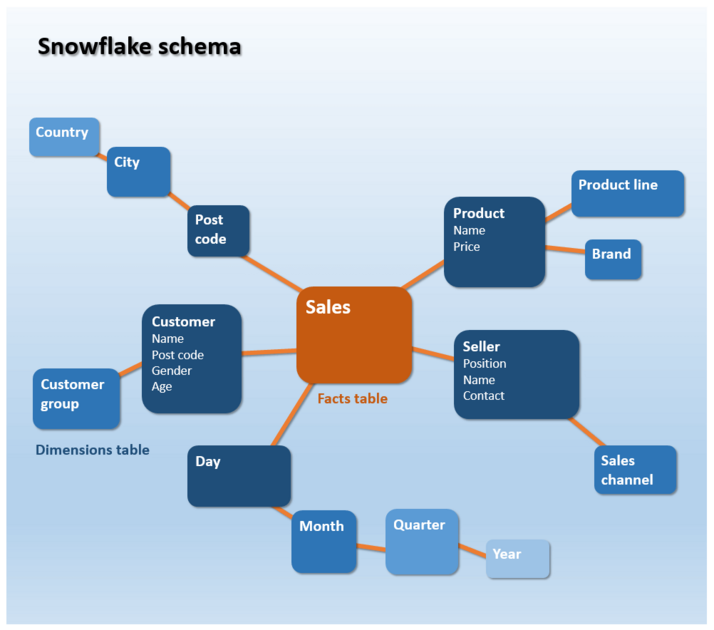 Snowflake schema
Country
City
Post
code
Product
Name
Price
Product line
Brand
Sales
Facts table
Customer
Name
Post code
Gender
Age
Customer
group
Dimensions table
Seller
Position
Name
Contact
Sales
channel
Day
Month
Quarter
Year